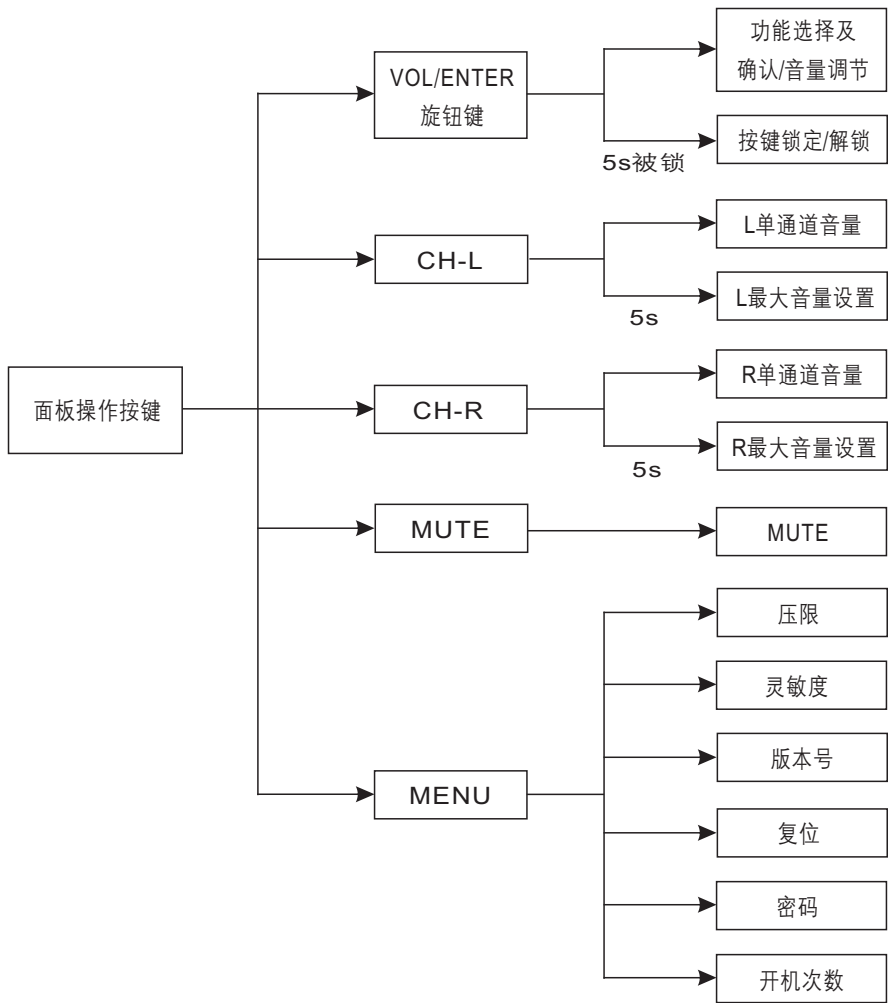 面板操作按键
VOL/ENTER
旋钮键
功能选择及
确认/音量调节
按键锁定/解锁
5s被锁
CH-L
L单通道音量
L最大音量设置
5s
CH-R
R单通道音量
R最大音量设置
5s
MUTE
MUTE
MENU
压限
灵敏度
版本号
复位
密码
开机次数